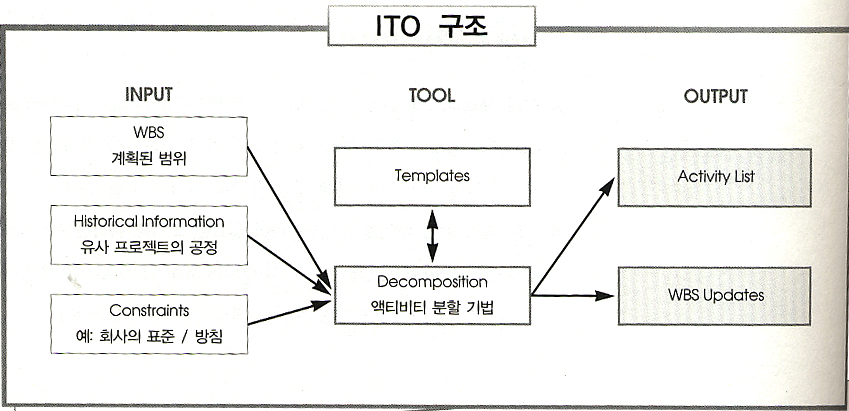 ITO 구조
INPUT
WBS
계획된 범위
Historical Information
유사 프로젝트의 공정
Constraints
예: 회사의 표준 / 방침
TOOL
Templates
Decomposition
액티비티 분할 기법
OUTPUT
Activity List
WBS Updates